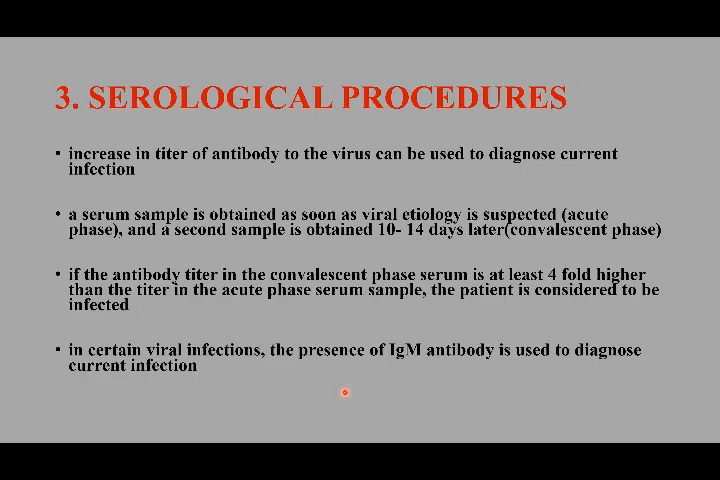 3. SEROLOGICAL PROCEDURES
• increase in titer of antibody to the virus can be used to diagnose current
infection
• a serum sample is obtained as soon as viral etiology is suspected (acute
phase), and a second sample is obtained 10- 14 days later(convalescent phase)
• if the antibody titer in the convalescent phase serum is at least 4 fold higher
than the titer in the acute phase serum sample, the patient is considered to be
infected
• in certain viral infections, the presence of IgM antibody is used to diagnose
current infection